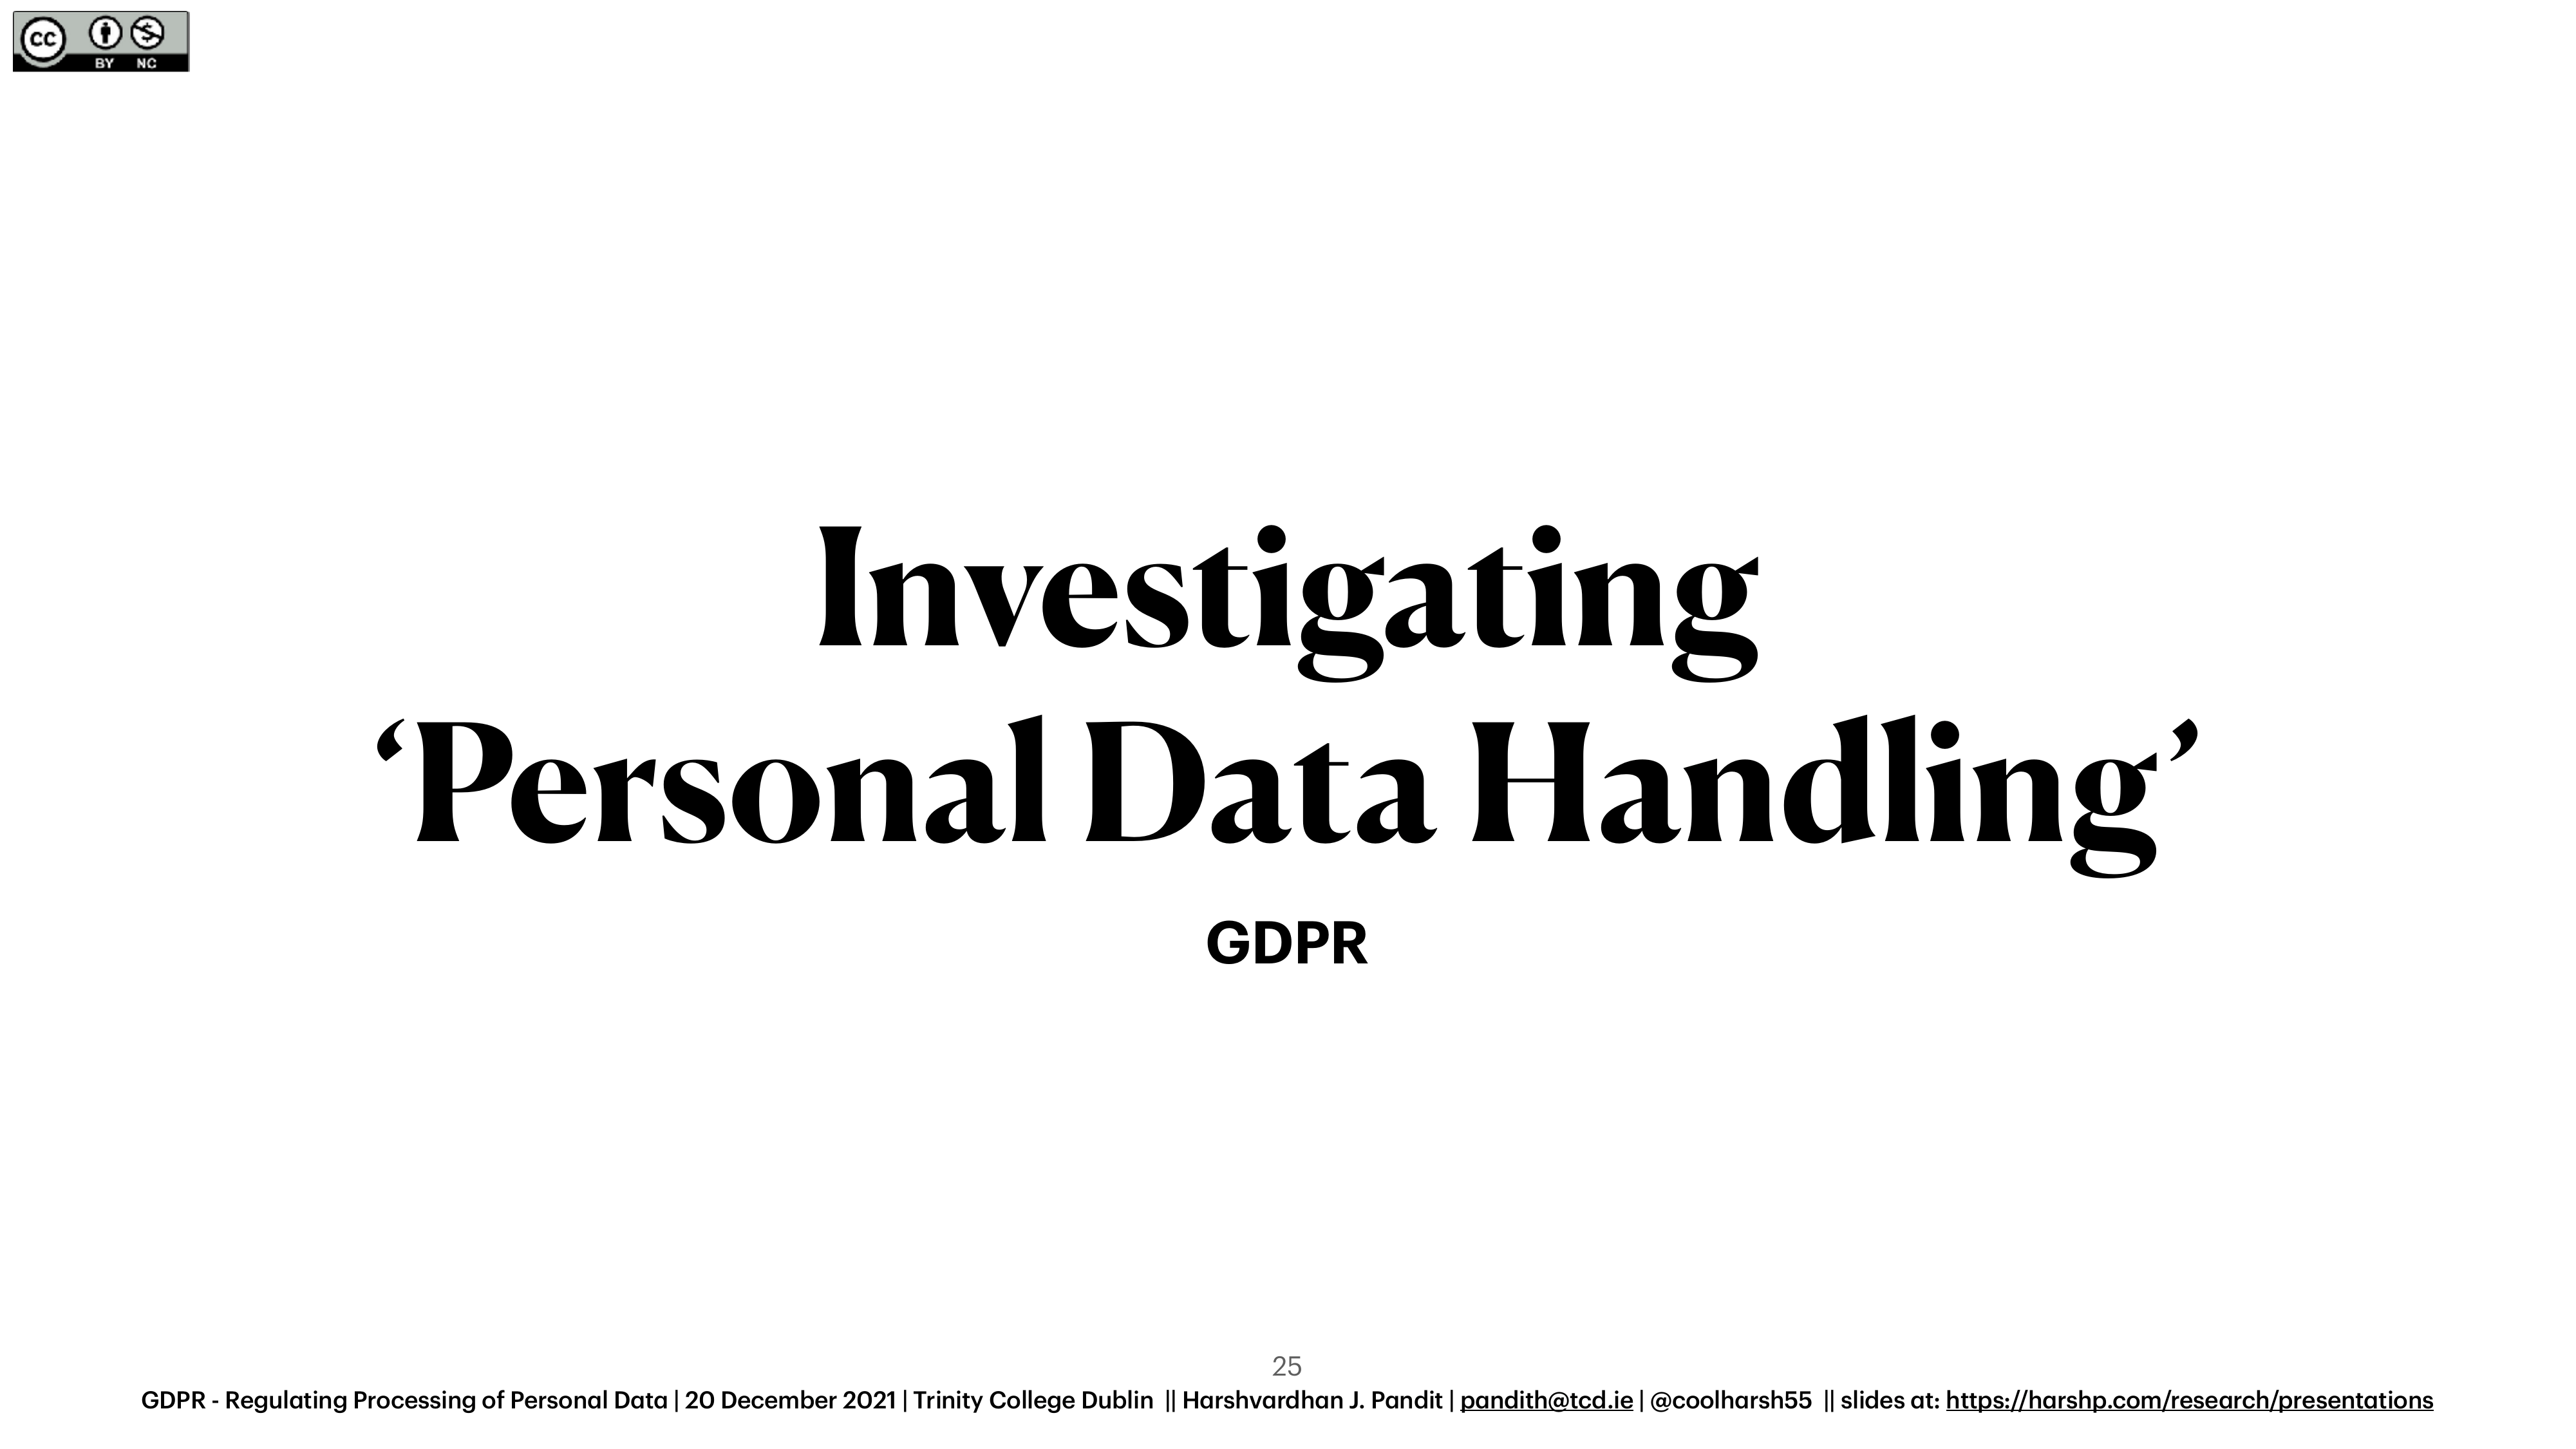 cc
BY NC
Investigating
‘Personal Data Handling’
GDPR
25
GDPR - Regulating Processing of Personal Data | 20 December 2021 | Trinity College Dublin || Harshvardhan J. Pandit | pandith@tcd.ie | @coolharsh55 || slides at: https://harshp.com/research/presentations